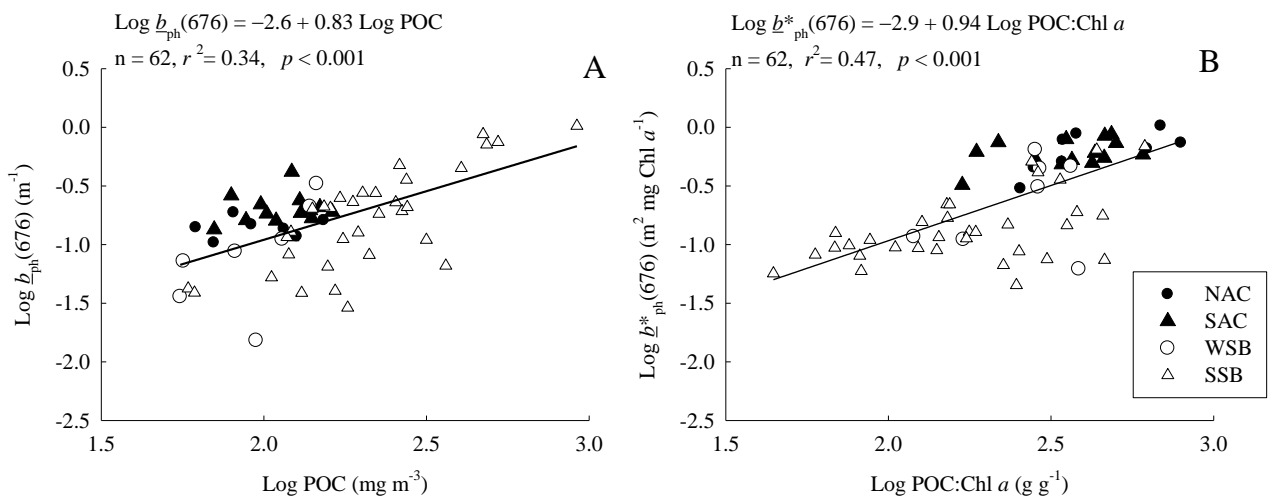 Log b_ph(676) = −2.6 + 0.83 Log POC
n = 62, r² = 0.34, p < 0.001
A
0.5
0.0
-0.5
-1.0
-1.5
-2.0
-2.5
Log b_ph(676) (m⁻¹)
1.5 2.0 2.5 3.0
Log POC (mg m⁻³)
Log b*_ph(676) = −2.9 + 0.94 Log POC:Chl a
n = 62, r² = 0.47, p < 0.001
B
0.5
0.0
-0.5
-1.0
-1.5
-2.0
-2.5
Log b*_ph(676) (m² mg Chl a⁻¹)
1.5 2.0 2.5 3.0
Log POC:Chl a (g g⁻¹)
NAC
SAC
WSB
SSB